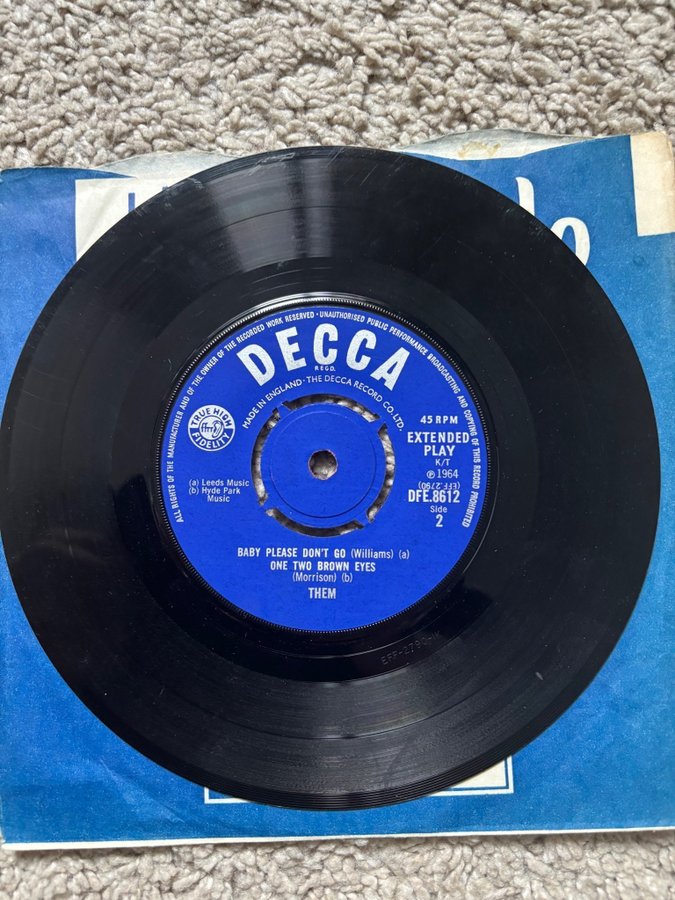 ALL RIGHTS OF THE MANUFACTURER AND OF THE OWNER OF THE RECORDED WORK RESERVED · UNAUTHORISED PUBLIC PERFORMANCE BROADCASTING AND COPYING OF THIS RECORD PROHIBITED
DECCA
REGD.
MADE IN ENGLAND · THE DECCA RECORD CO. LTD.
TRUE HIGH
ffrr
FIDELITY
45 RPM
EXTENDED
PLAY
K/T
℗ 1964
(EFF.2790)
DFE.8612
Side
2
(a) Leeds Music
(b) Hyde Park
Music
BABY PLEASE DON'T GO (Williams) (a)
ONE TWO BROWN EYES
(Morrison) (b)
THEM